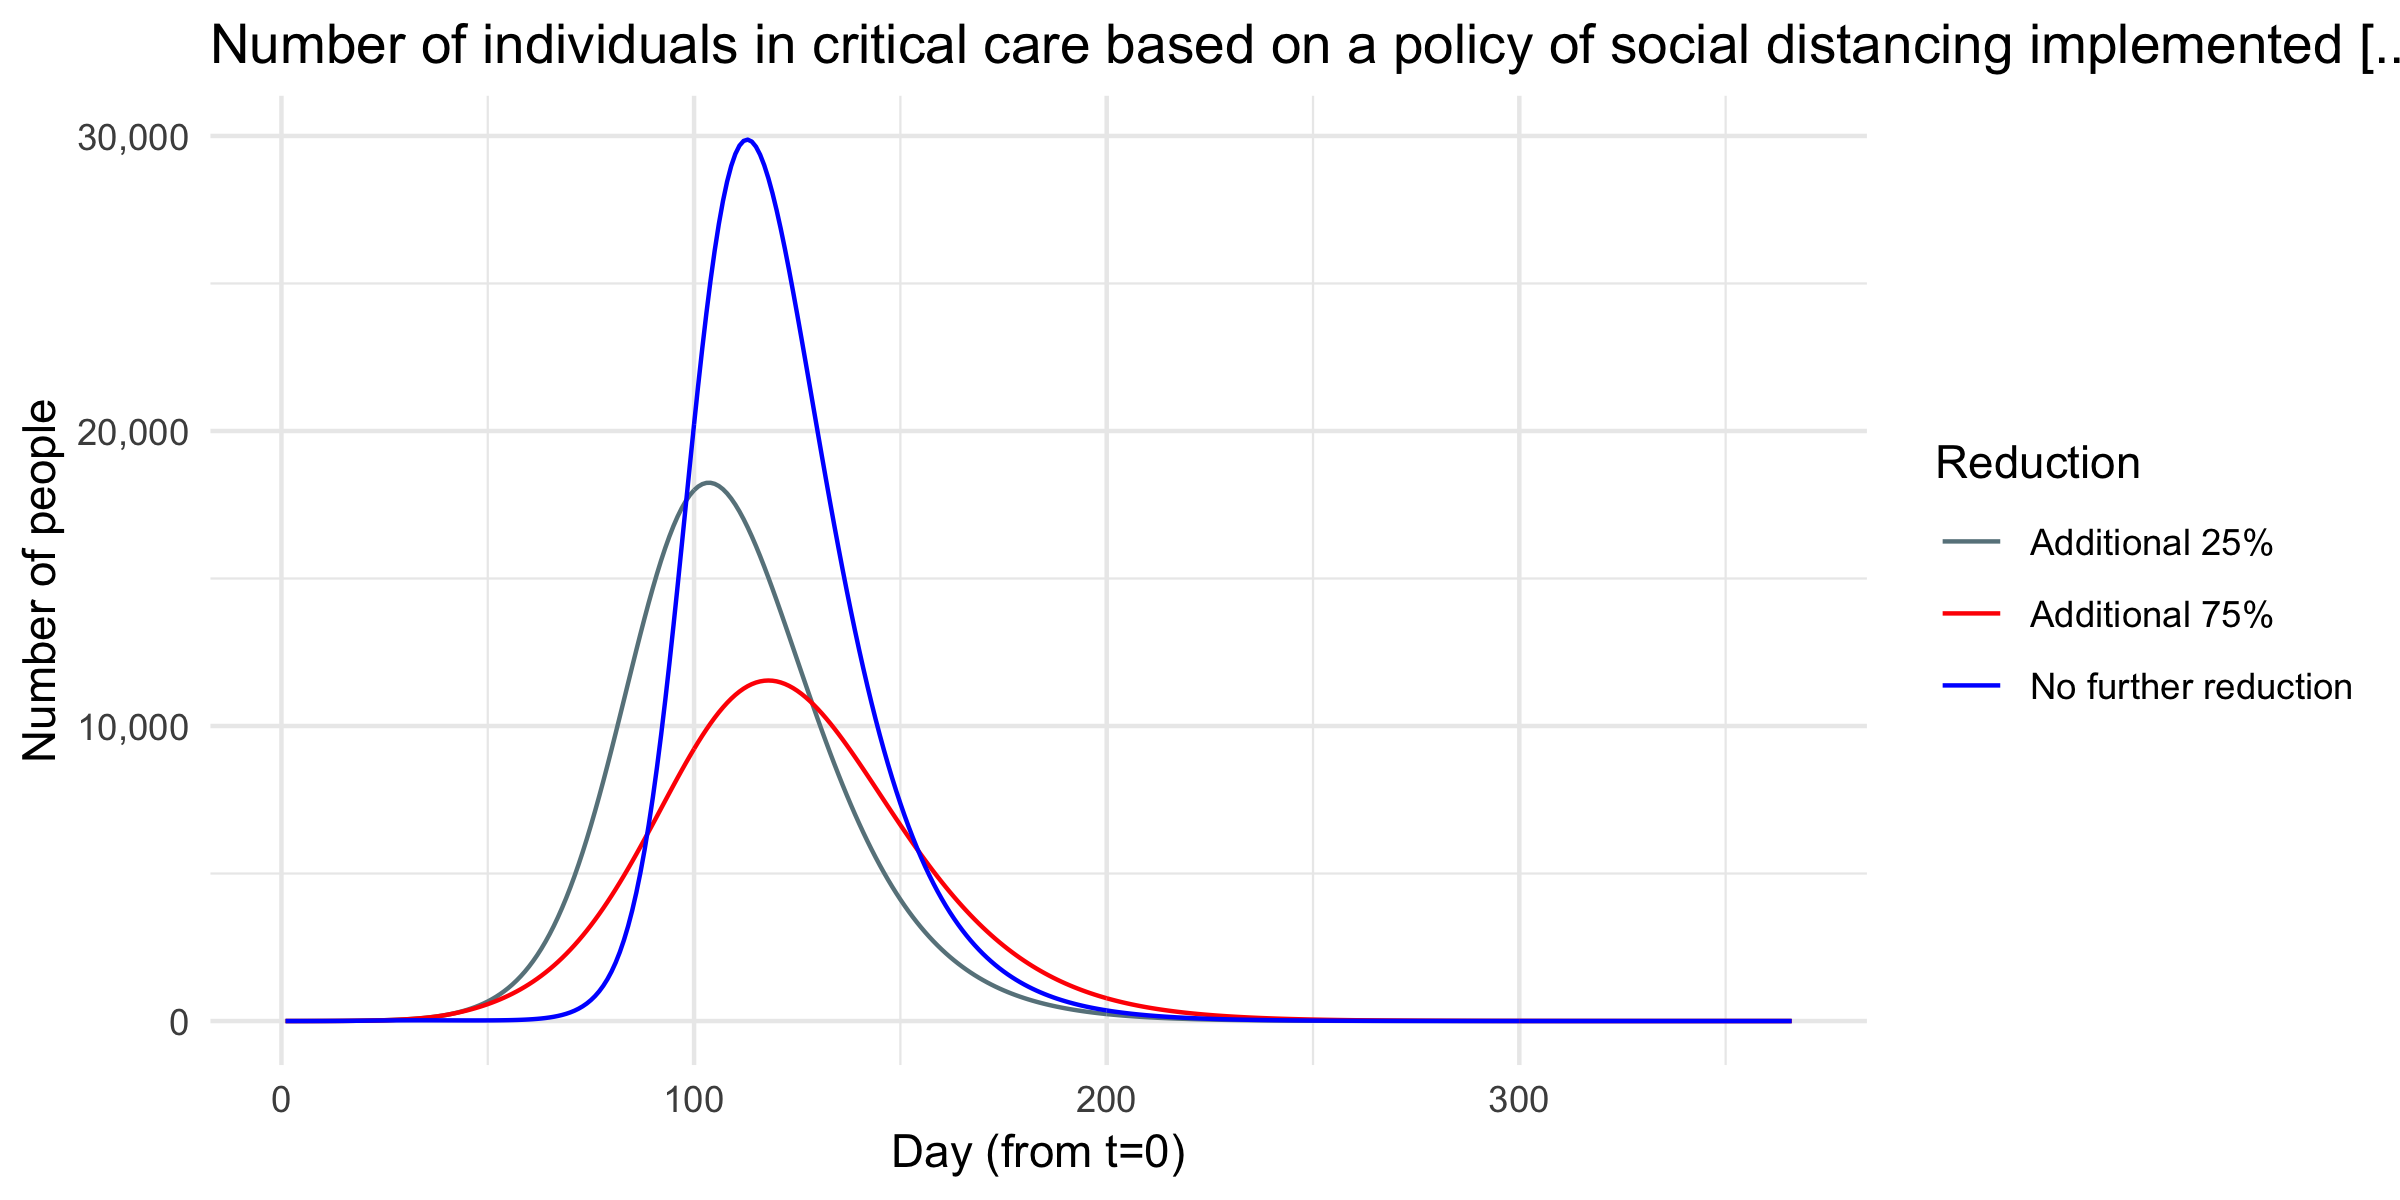 Number of individuals in critical care based on a policy of social distancing implemented [..
30,000
20,000
10,000
0
Number of people
0 100 200 300
Day (from t=0)
Reduction
Additional 25%
Additional 75%
No further reduction